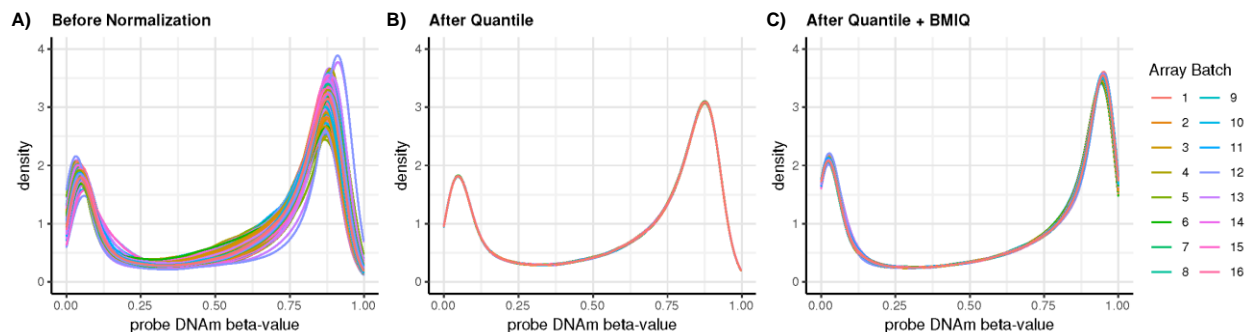 A) Before Normalization
4
3
2
1
0
density
0.00 0.25 0.50 0.75 1.00
probe DNAm beta-value
B) After Quantile
4
3
2
1
0
density
0.00 0.25 0.50 0.75 1.00
probe DNAm beta-value
C) After Quantile + BMIQ
4
3
2
1
0
density
0.00 0.25 0.50 0.75 1.00
probe DNAm beta-value
Array Batch
1 9
2 10
3 11
4 12
5 13
6 14
7 15
8 16